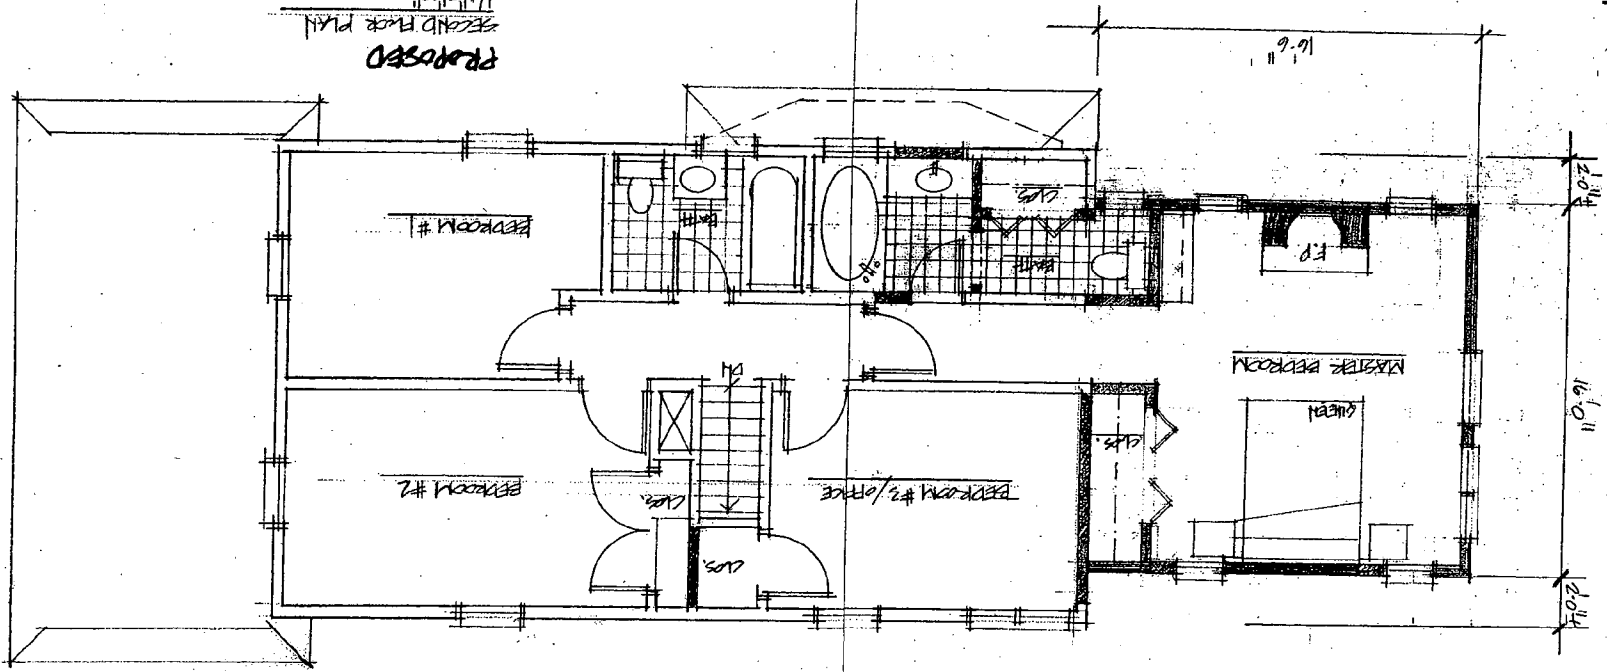 2'-0"±
CLOS.
BEDROOM #3/OFFICE
CLOS.
BEDROOM #2
CLOS.
QUEEN
16'-0"
MASTER BEDROOM
DN
F.P.
BATH
BATH
BEDROOM #1
CLOS.
2'-0"±
16'-6"
PROPOSED
SECOND FLOOR PLAN